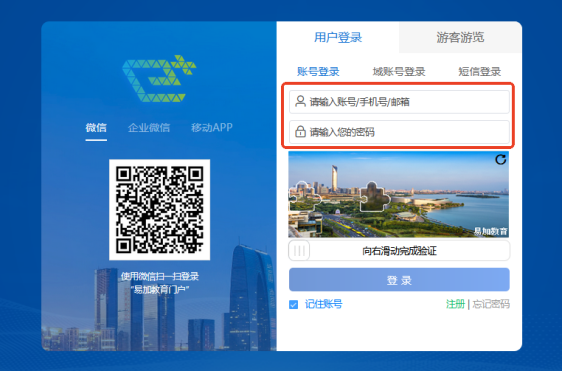 用户登录
游客游览
账号登录
域账号登录
短信登录
请输入账号/手机号/邮箱
请输入您的密码
微信
企业微信
移动APP
易加教育
向右滑动完成验证
使用微信扫一扫登录
“易加教育门户”
登 录
记住账号
注册 | 忘记密码